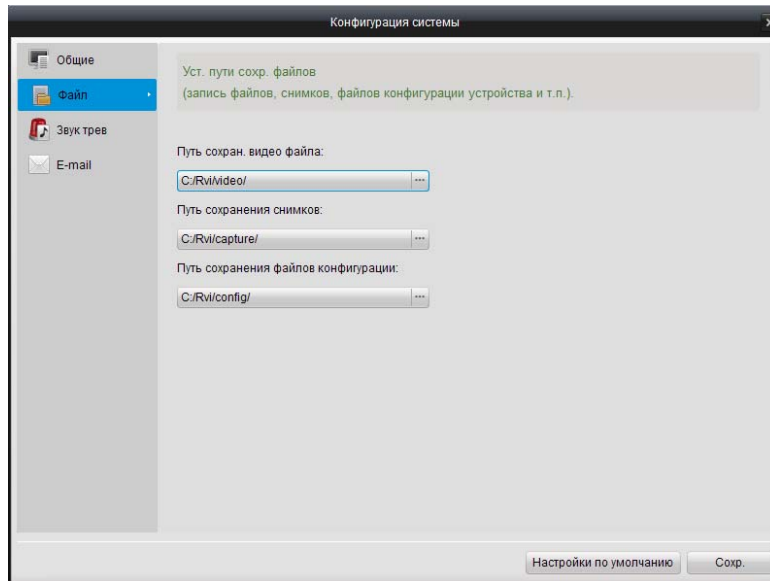 Конфигурация системы
Общие
Файл
Звук трев
E-mail
Уст. пути сохр. файлов
(запись файлов, снимков, файлов конфигурации устройства и т.п.).
Путь сохран. видео файла:
C:/Rvi/video/
Путь сохранения снимков:
C:/Rvi/capture/
Путь сохранения файлов конфигурации:
C:/Rvi/config/
Настройки по умолчанию
Сохр.